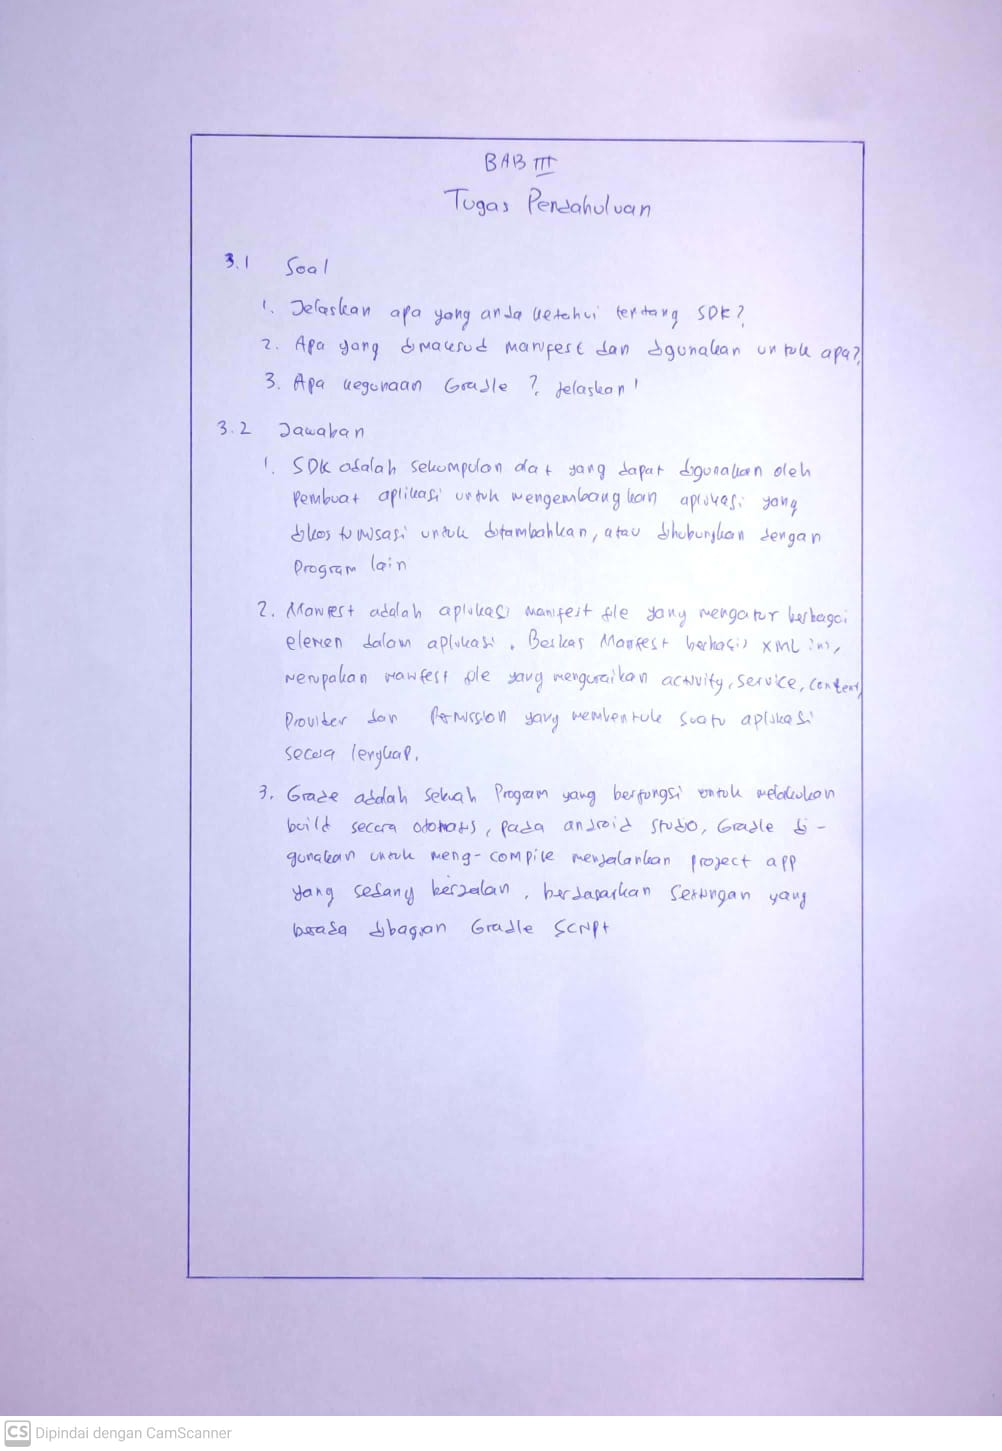 BAB III
Tugas Pendahuluan
3.1 Soal
1. Jelaskan apa yang anda ketahui tentang SDK?
2. Apa yang dimaksud manifest dan digunakan untuk apa?
3. Apa kegunaan Gradle? Jelaskan!
3.2 Jawaban
1. SDK adalah sekumpulan alat yang dapat digunakan oleh
pembuat aplikasi untuk mengembangkan aplikasi yang
dikostumisasi untuk ditambahkan, atau dihubungkan dengan
program lain
2. Manifest adalah aplikasi manifest file yang mengatur berbagai
elemen dalam aplikasi. Berkas Manifest berbasis XML ini,
merupakan manifest file yang menguraikan activity, service, content
Provider dan Permission yang membentuk suatu aplikasi
secara lengkap.
3. Grade adalah sebuah Program yang berfungsi untuk melakukan
build secara otomatis, pada android studio, Gradle di-
gunakan untuk meng-compile menjalankan project app
yang sedang berjalan, berdasarkan settingan yang
berada dibagian Gradle Script
CS Dipindai dengan CamScanner